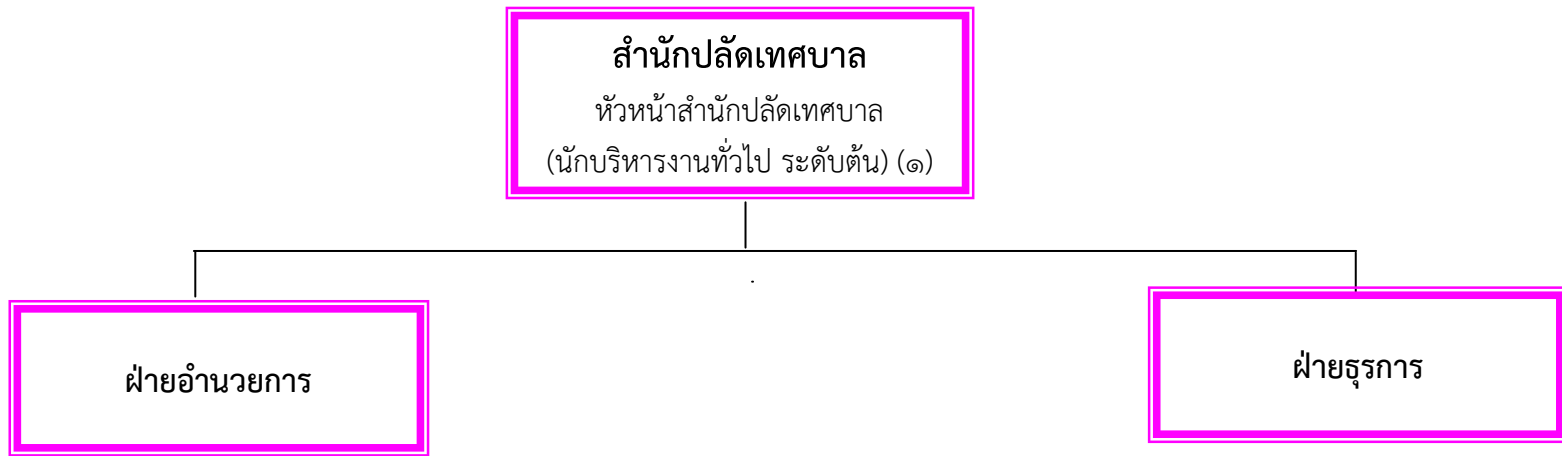 สำนักปลัดเทศบาล
หัวหน้าสำนักปลัดเทศบาล
(นักบริหารงานทั่วไป ระดับต้น) (๑)
ฝ่ายอำนวยการ
ฝ่ายธุรการ